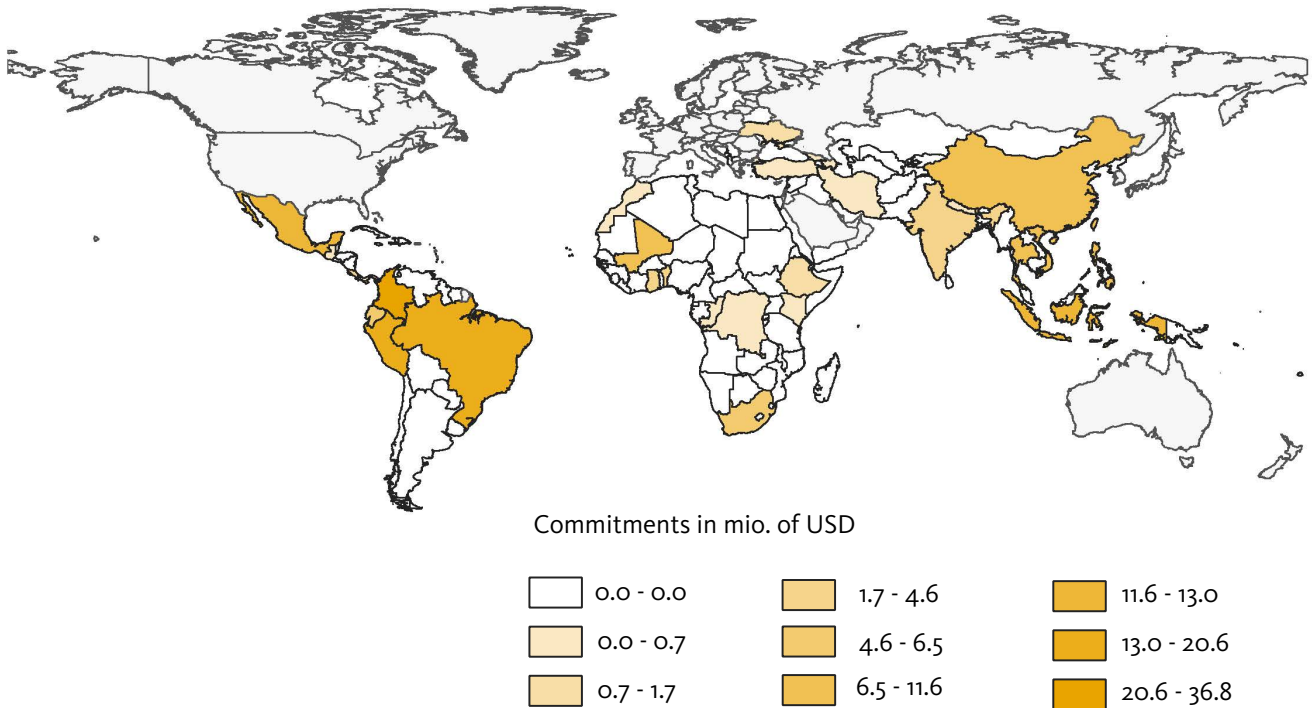 Commitments in mio. of USD
0.0 - 0.0
0.0 - 0.7
0.7 - 1.7
1.7 - 4.6
4.6 - 6.5
6.5 - 11.6
11.6 - 13.0
13.0 - 20.6
20.6 - 36.8